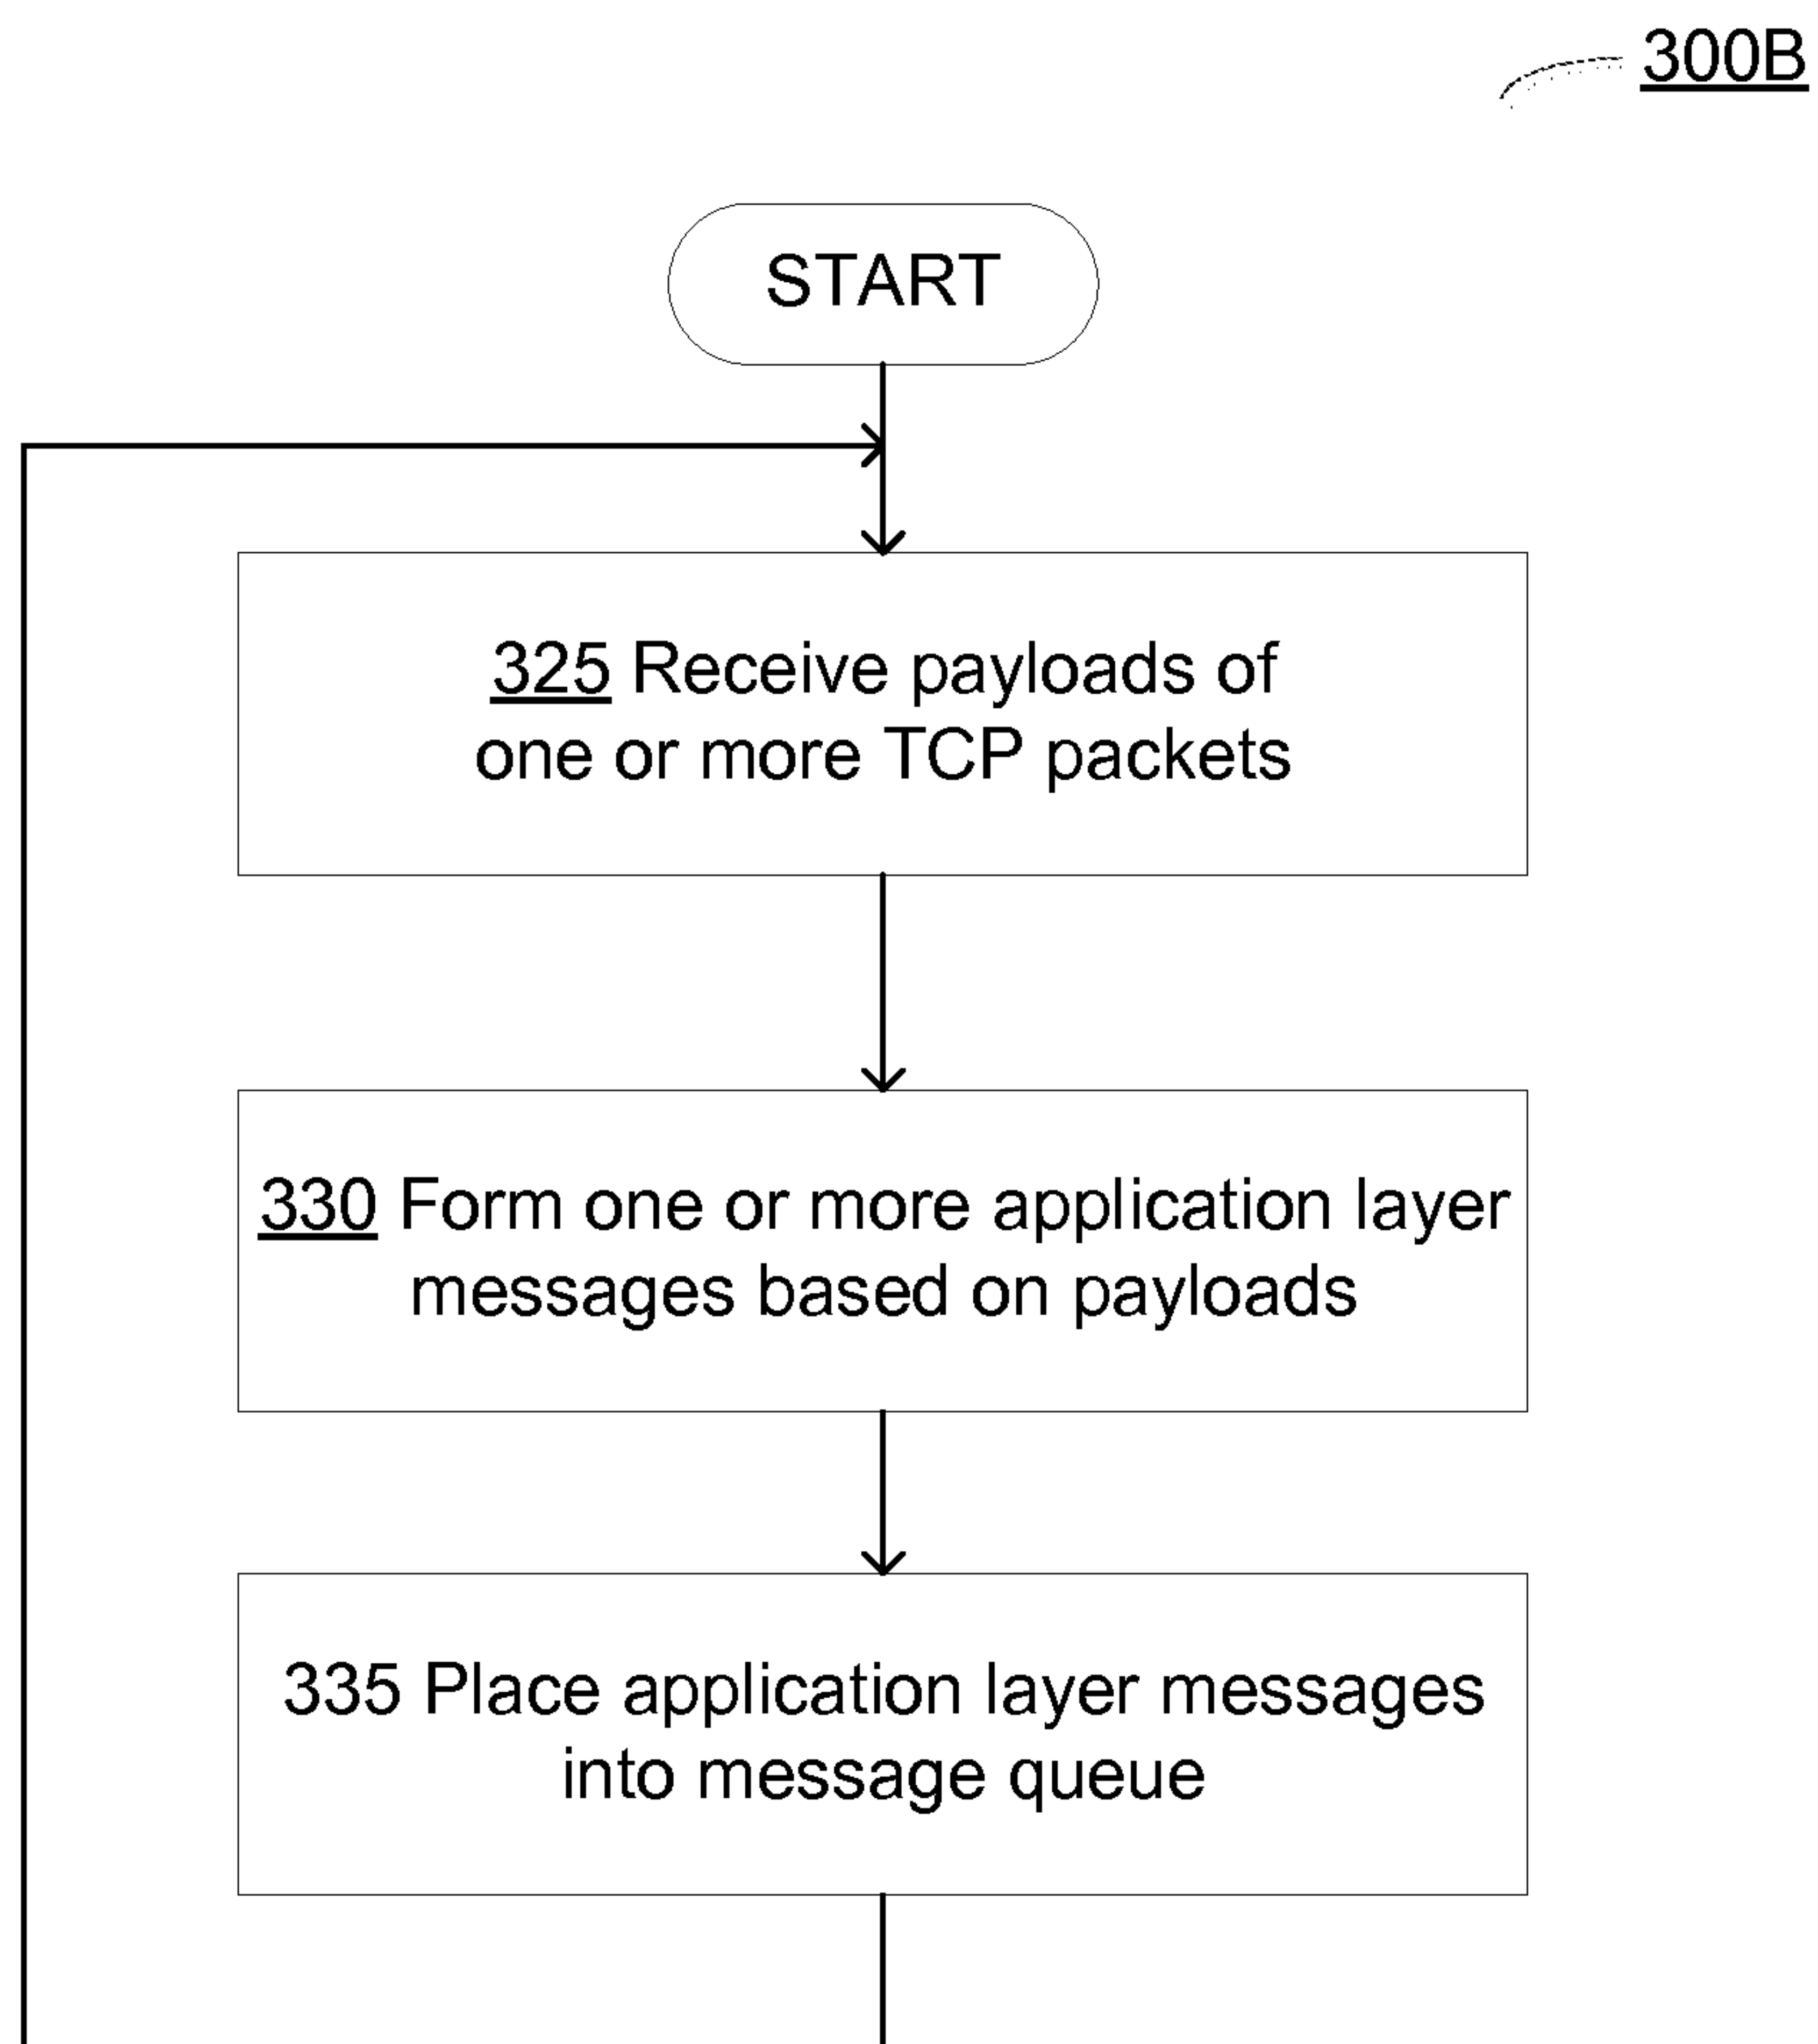 300B
START
325 Receive payloads of
one or more TCP packets
330 Form one or more application layer
messages based on payloads
335 Place application layer messages
into message queue